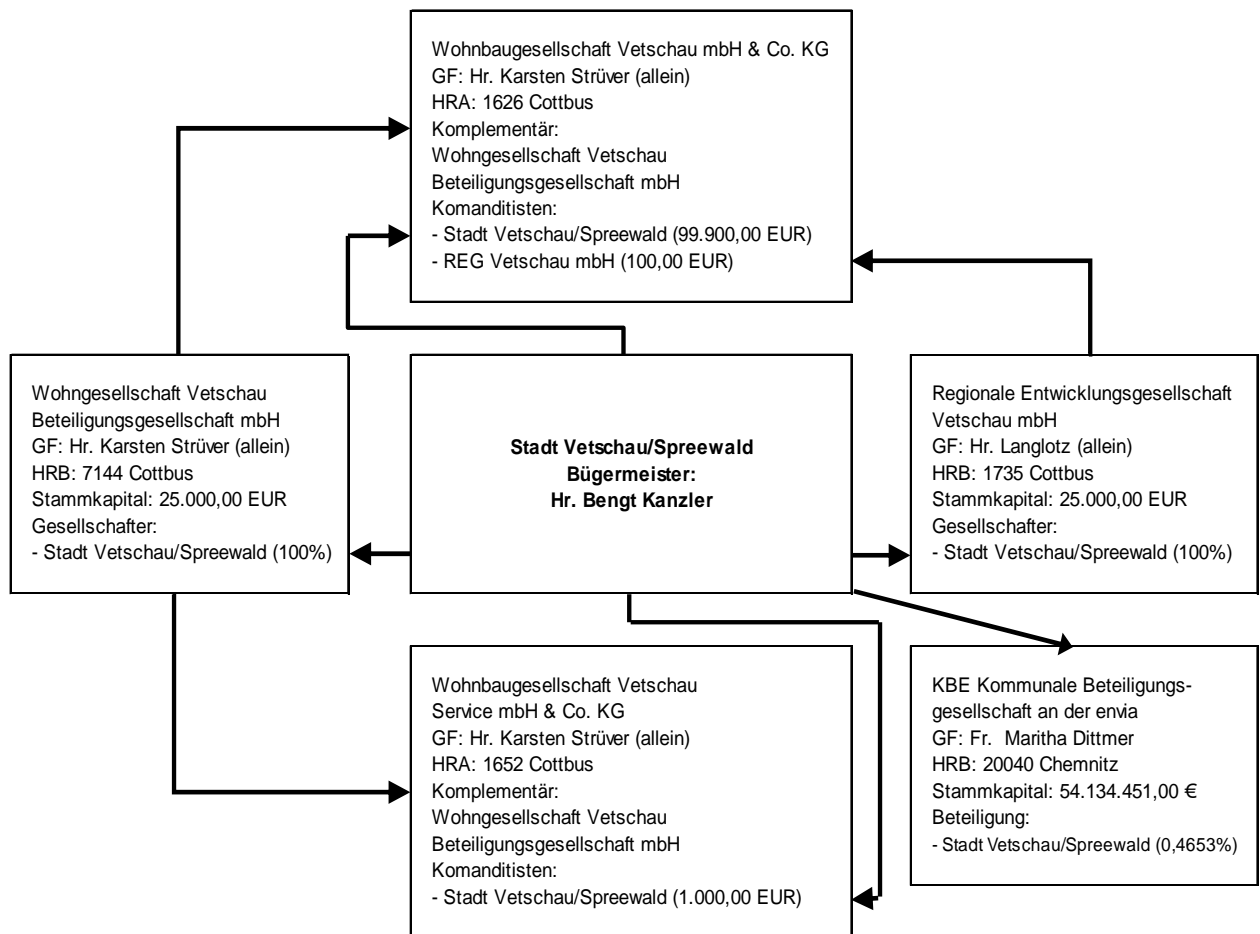 Wohnbaugesellschaft Vetschau mbH & Co. KG
GF: Hr. Karsten Strüver (allein)
HRA: 1626 Cottbus
Komplementär:
Wohngesellschaft Vetschau
Beteiligungsgesellschaft mbH
Komanditisten:
- Stadt Vetschau/Spreewald (99.900,00 EUR)
- REG Vetschau mbH (100,00 EUR)
Wohngesellschaft Vetschau
Beteiligungsgesellschaft mbH
GF: Hr. Karsten Strüver (allein)
HRB: 7144 Cottbus
Stammkapital: 25.000,00 EUR
Gesellschafter:
- Stadt Vetschau/Spreewald (100%)
Stadt Vetschau/Spreewald
Bügermeister:
Hr. Bengt Kanzler
Regionale Entwicklungsgesellschaft
Vetschau mbH
GF: Hr. Langlotz (allein)
HRB: 1735 Cottbus
Stammkapital: 25.000,00 EUR
Gesellschafter:
- Stadt Vetschau/Spreewald (100%)
Wohnbaugesellschaft Vetschau
Service mbH & Co. KG
GF: Hr. Karsten Strüver (allein)
HRA: 1652 Cottbus
Komplementär:
Wohngesellschaft Vetschau
Beteiligungsgesellschaft mbH
Komanditisten:
- Stadt Vetschau/Spreewald (1.000,00 EUR)
KBE Kommunale Beteiligungs-
gesellschaft an der envia
GF: Fr. Maritha Dittmer
HRB: 20040 Chemnitz
Stammkapital: 54.134.451,00 €
Beteiligung:
- Stadt Vetschau/Spreewald (0,4653%)